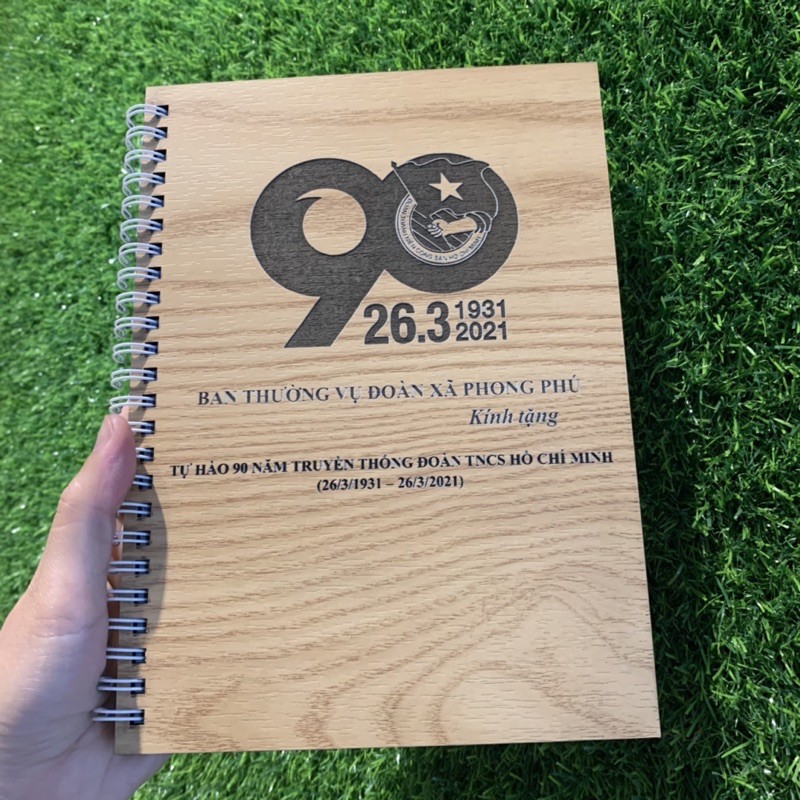 90
26.3
1931
2021
BAN THƯỜNG VỤ ĐOÀN XÃ PHONG PHÚ
Kính tặng
TỰ HÀO 90 NĂM TRUYỀN THỐNG ĐOÀN TNCS HỒ CHÍ MINH
(26/3/1931 – 26/3/2021)